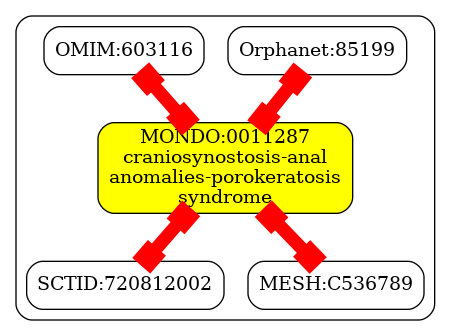 OMIM:603116
Orphanet:85199
MONDO:0011287
craniosynostosis-anal
anomalies-porokeratosis
syndrome
SCTID:720812002
MESH:C536789